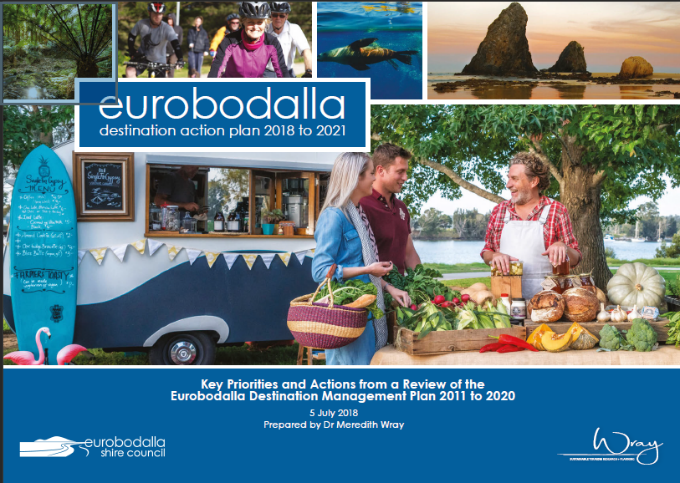 eurobodalla
destination action plan 2018 to 2021
MENU
Key Priorities and Actions from a Review of the
Eurobodalla Destination Management Plan 2011 to 2020
5 July 2018
Prepared by Dr Meredith Wray
eurobodalla
shire council
Wray